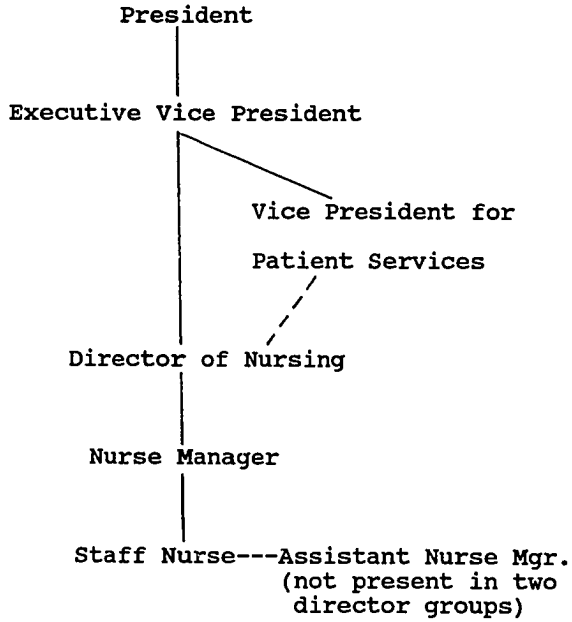 President
Executive Vice President
Vice President for
Patient Services
Director of Nursing
Nurse Manager
Staff Nurse---Assistant Nurse Mgr.
(not present in two
director groups)